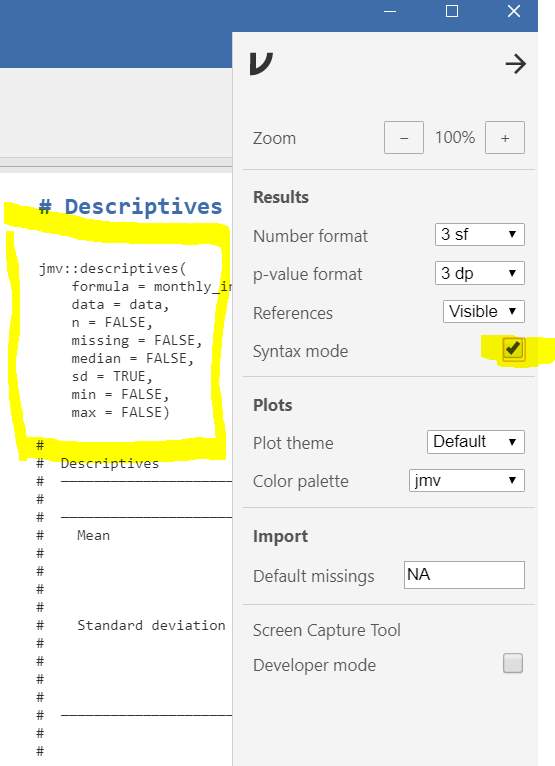 Zoom − 100% +
# Descriptives
Results
Number format 3 sf
jmv::descriptives(
formula = monthly_in
p-value format 3 dp
data = data,
n = FALSE,
References Visible
missing = FALSE,
median = FALSE,
Syntax mode
sd = TRUE,
min = FALSE,
max = FALSE)
Plots
#
Plot theme Default
# Descriptives
#
Color palette jmv
#
#
# Mean
Import
#
#
Default missings NA
#
#
# Standard deviation
Screen Capture Tool
#
#
Developer mode
#
#
#
#
#